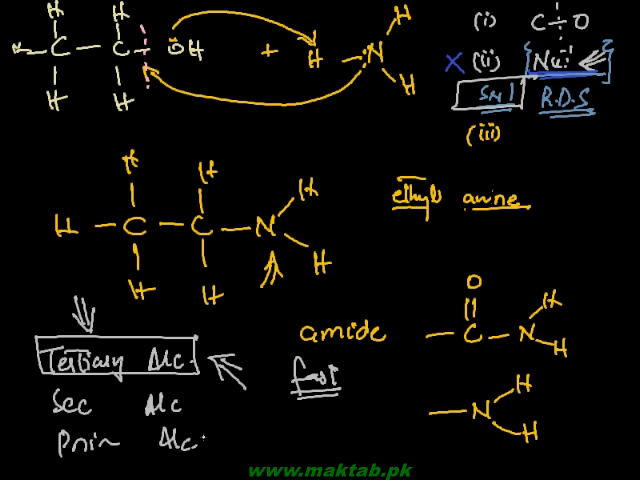 H H
H – C – C – ÖH + H N H H
H H
(i) C ÷ O
X (ii) Nu:
SN1 R.D.S
(iii)
H H H
H – C – C – N
H H H
ethyl amine
O
amide – C – N H H
Tertiary Alc.
fast
– N H H
Sec Alc
Prim Alc.
www.maktab.pk